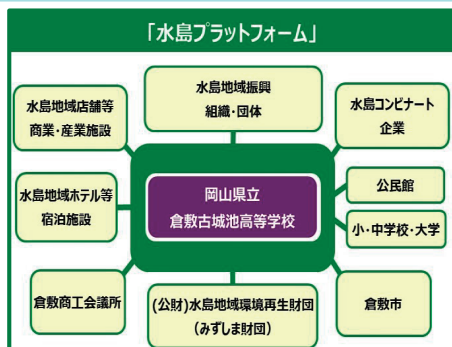 「水島プラットフォーム」
水島地域店舗等
商業・産業施設
水島地域振興
組織・団体
水島コンビナート
企業
水島地域ホテル等
宿泊施設
岡山県立
倉敷古城池高等学校
公民館
小・中学校・大学
倉敷商工会議所
(公財)水島地域環境再生財団
(みずしま財団)
倉敷市